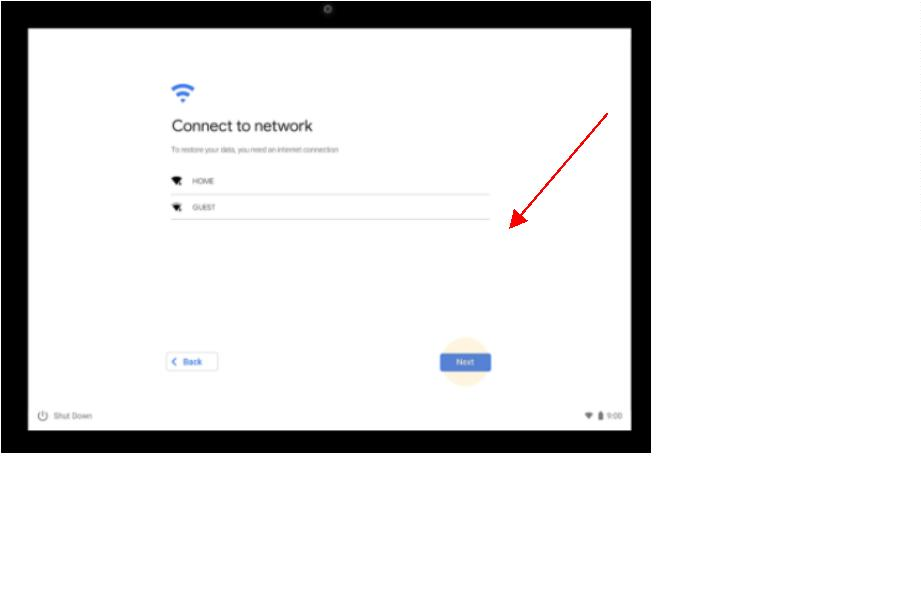 Connect to network
To restore your data, you need an internet connection
HOME
GUEST
Back
Next
Shut Down
9:00